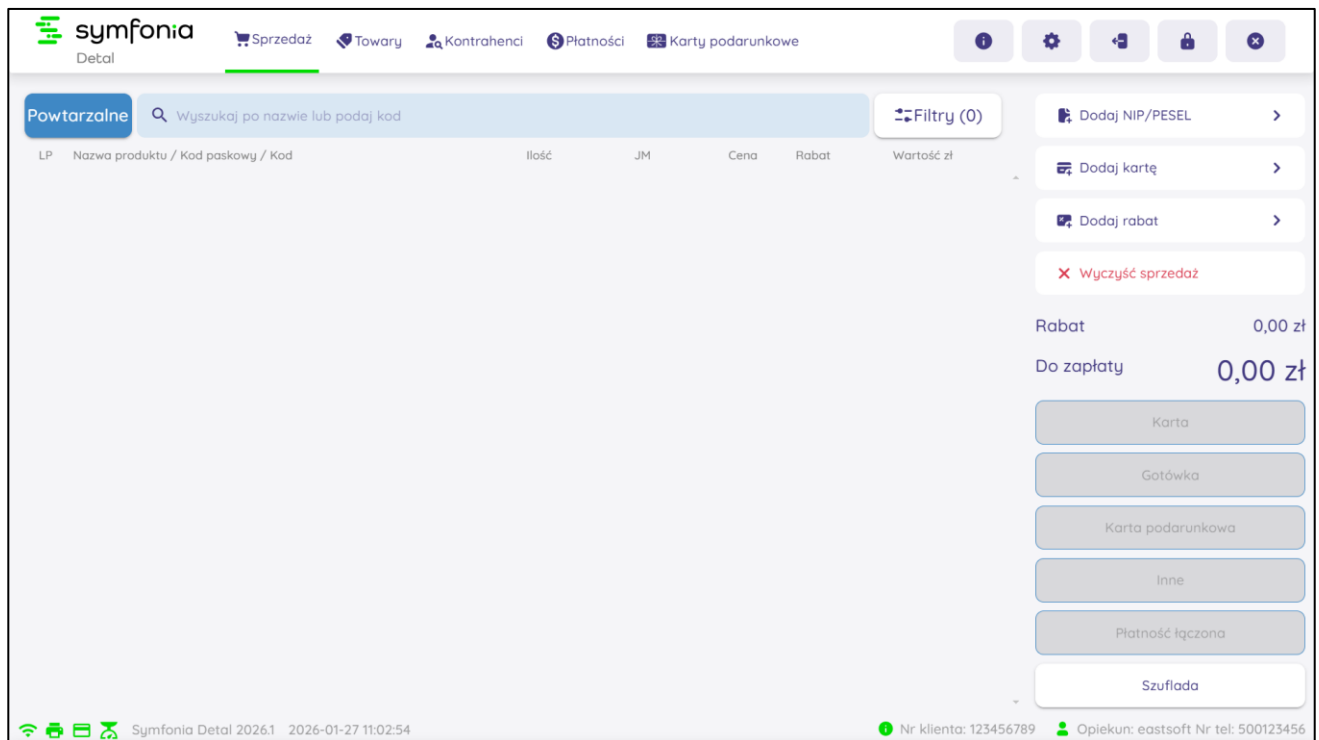 symfonia
Detal
Sprzedaż Towary Kontrahenci Płatności Karty podarunkowe
Powtarzalne Wyszukaj po nazwie lub podaj kod Filtry (0)
LP Nazwa produktu / Kod paskowy / Kod Ilość JM Cena Rabat Wartość zł
Dodaj NIP/PESEL
Dodaj kartę
Dodaj rabat
Wyczyść sprzedaż
Rabat 0,00 zł
Do zapłaty 0,00 zł
Karta
Gotówka
Karta podarunkowa
Inne
Płatność łączona
Szuflada
Symfonia Detal 2026.1 2026-01-27 11:02:54 Nr klienta: 123456789 Opiekun: eastsoft Nr tel: 500123456